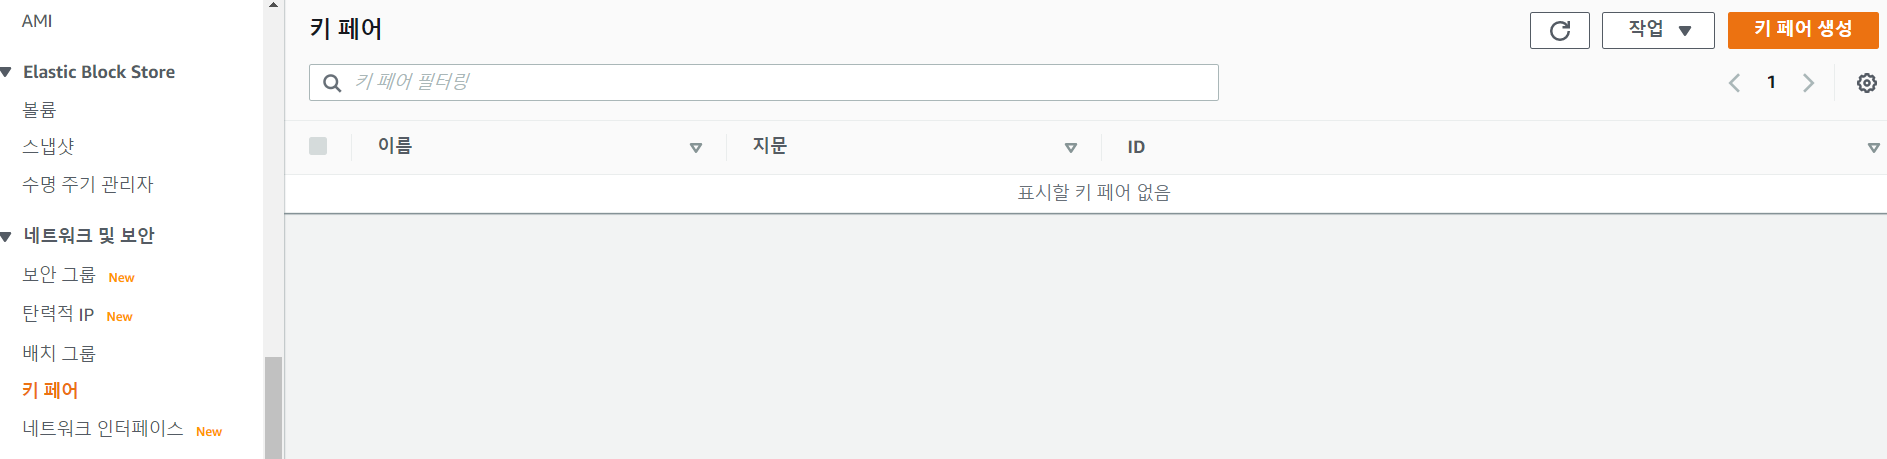 AMI
Elastic Block Store
볼륨
스냅샷
수명 주기 관리자
네트워크 및 보안
보안 그룹 New
탄력적 IP New
배치 그룹
키 페어
네트워크 인터페이스 New
키 페어
작업
키 페어 생성
키 페어 필터링
1
이름 지문 ID
표시할 키 페어 없음